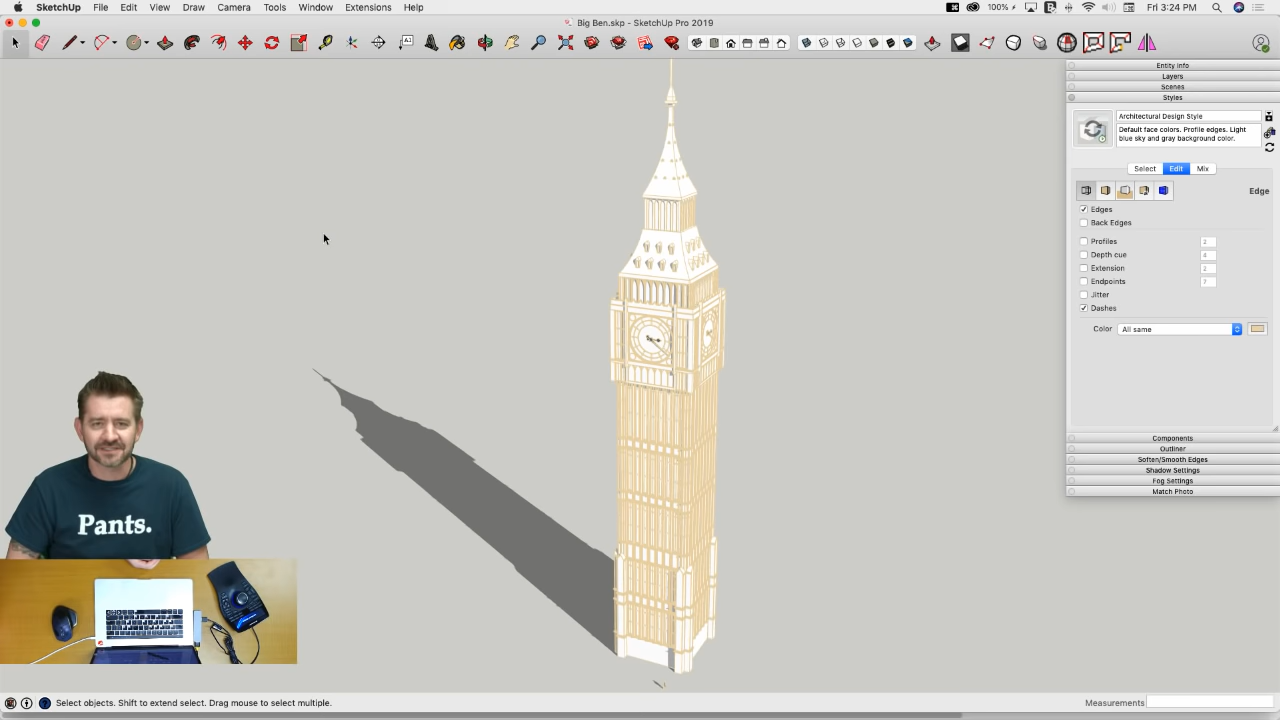 SketchUp File Edit View Draw Camera Tools Window Extensions Help
100% Fri 3:24 PM
Big Ben.skp - SketchUp Pro 2019
Entity Info
Layers
Scenes
Styles
Architectural Design Style
Default face colors. Profile edges. Light
blue sky and gray background color.
Select Edit Mix
Edge
Edges
Back Edges
Profiles 2
Depth cue 4
Extension 2
Endpoints 7
Jitter
Dashes
Color All same
Components
Outliner
Soften/Smooth Edges
Shadow Settings
Fog Settings
Match Photo
Pants.
Select objects. Shift to extend select. Drag mouse to select multiple.
Measurements